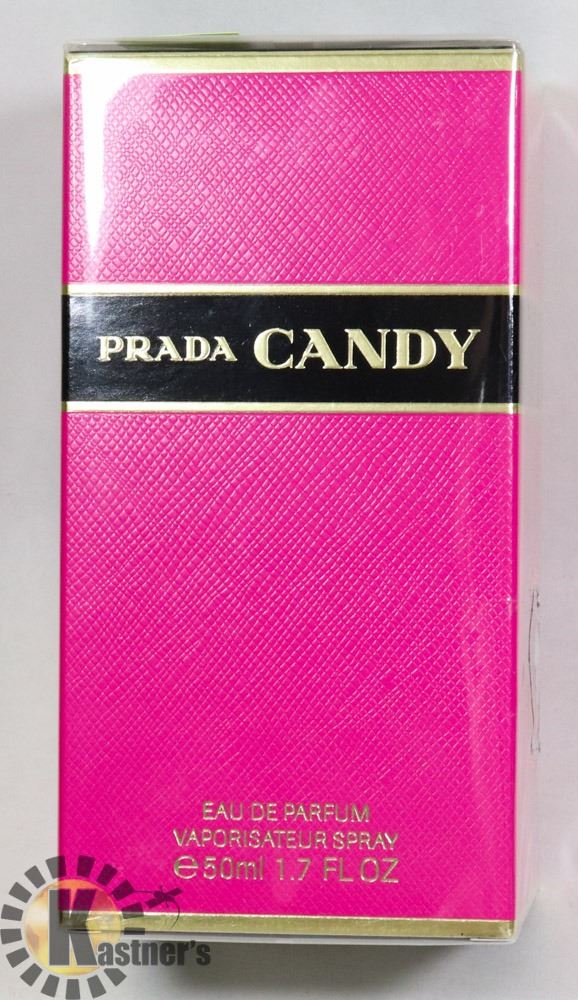 PRADA CANDY
EAU DE PARFUM
VAPORISATEUR SPRAY
℮50ml 1.7 FL OZ
Kastner's